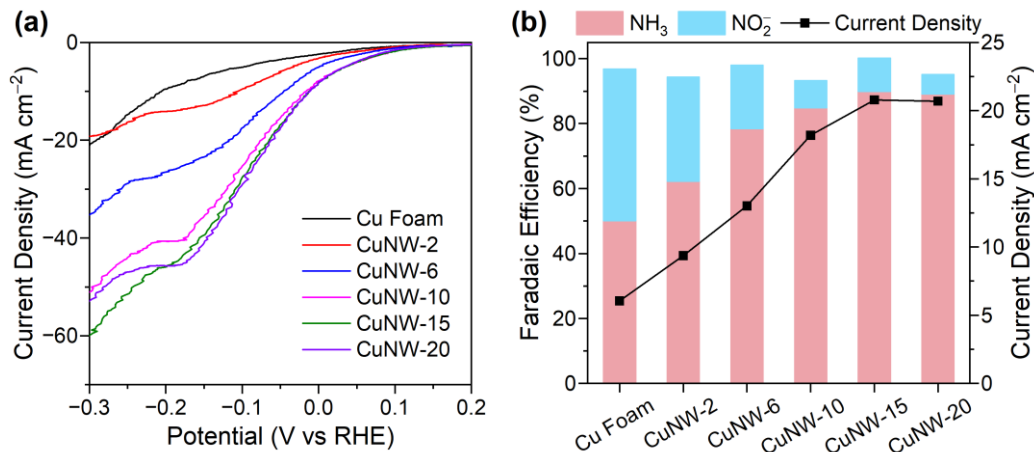 (a)
0
−20
−40
−60
Current Density (mA cm⁻²)
Cu Foam
CuNW-2
CuNW-6
CuNW-10
CuNW-15
CuNW-20
−0.3 −0.2 −0.1 0.0 0.1 0.2
Potential (V vs RHE)
(b)
NH₃ NO₂⁻ Current Density
100
80
60
40
20
0
Faradaic Efficiency (%)
25
20
15
10
5
0
Current Density (mA cm⁻²)
Cu Foam CuNW-2 CuNW-6 CuNW-10 CuNW-15 CuNW-20